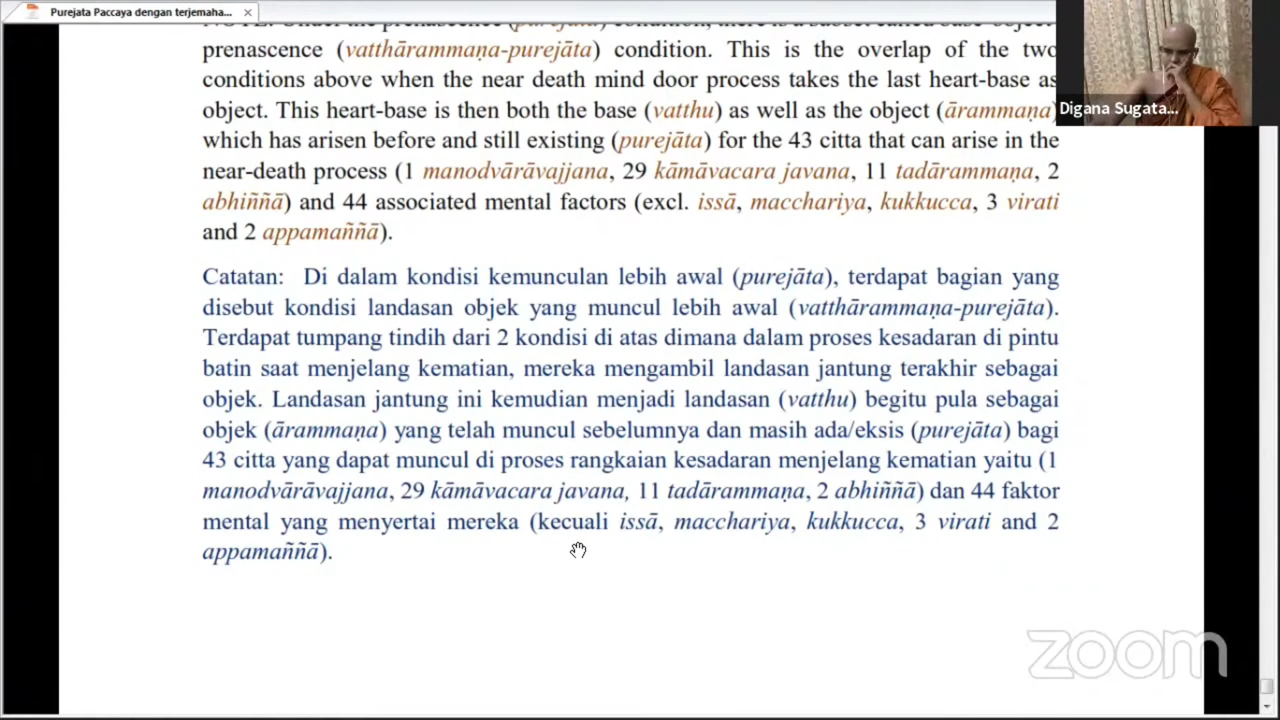 Purejata Paccaya dengan terjemaha...
prenascence (vatthārammaṇa-purejāta) condition. This is the overlap of the two
conditions above when the near death mind door process takes the last heart-base as
object. This heart-base is then both the base (vatthu) as well as the object (ārammaṇa)
which has arisen before and still existing (purejāta) for the 43 citta that can arise in the
near-death process (1 manodvārāvajjana, 29 kāmāvacara javana, 11 tadārammaṇa, 2
abhiññā) and 44 associated mental factors (excl. issā, macchariya, kukkucca, 3 virati
and 2 appamaññā).
Catatan: Di dalam kondisi kemunculan lebih awal (purejāta), terdapat bagian yang
disebut kondisi landasan objek yang muncul lebih awal (vatthārammaṇa-purejāta).
Terdapat tumpang tindih dari 2 kondisi di atas dimana dalam proses kesadaran di pintu
batin saat menjelang kematian, mereka mengambil landasan jantung terakhir sebagai
objek. Landasan jantung ini kemudian menjadi landasan (vatthu) begitu pula sebagai
objek (ārammaṇa) yang telah muncul sebelumnya dan masih ada/eksis (purejāta) bagi
43 citta yang dapat muncul di proses rangkaian kesadaran menjelang kematian yaitu (1
manodvārāvajjana, 29 kāmāvacara javana, 11 tadārammaṇa, 2 abhiññā) dan 44 faktor
mental yang menyertai mereka (kecuali issā, macchariya, kukkucca, 3 virati and 2
appamaññā).
Digana Sugata...
zoom